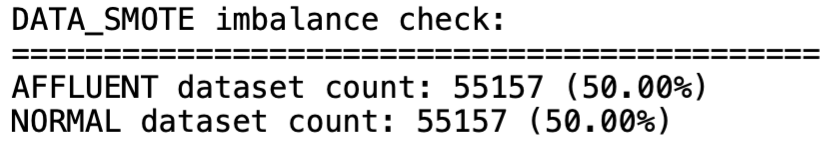 DATA_SMOTE imbalance check:
============================================
AFFLUENT dataset count: 55157 (50.00%)
NORMAL dataset count: 55157 (50.00%)